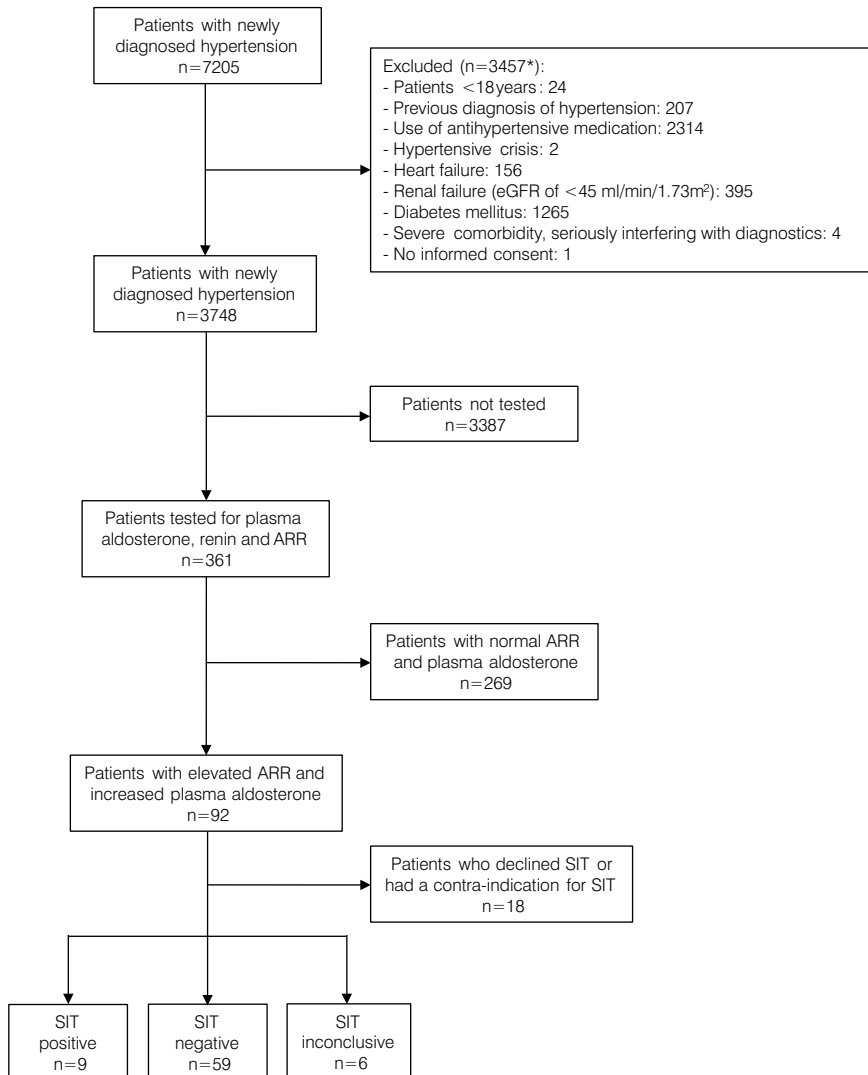 Patients with newly
diagnosed hypertension
n=7205
Excluded (n=3457*):
- Patients <18years: 24
- Previous diagnosis of hypertension: 207
- Use of antihypertensive medication: 2314
- Hypertensive crisis: 2
- Heart failure: 156
- Renal failure (eGFR of <45 ml/min/1.73m²): 395
- Diabetes mellitus: 1265
- Severe comorbidity, seriously interfering with diagnostics: 4
- No informed consent: 1
Patients with newly
diagnosed hypertension
n=3748
Patients not tested
n=3387
Patients tested for plasma
aldosterone, renin and ARR
n=361
Patients with normal ARR
and plasma aldosterone
n=269
Patients with elevated ARR and
increased plasma aldosterone
n=92
Patients who declined SIT or
had a contra-indication for SIT
n=18
SIT
positive
n=9
SIT
negative
n=59
SIT
inconclusive
n=6